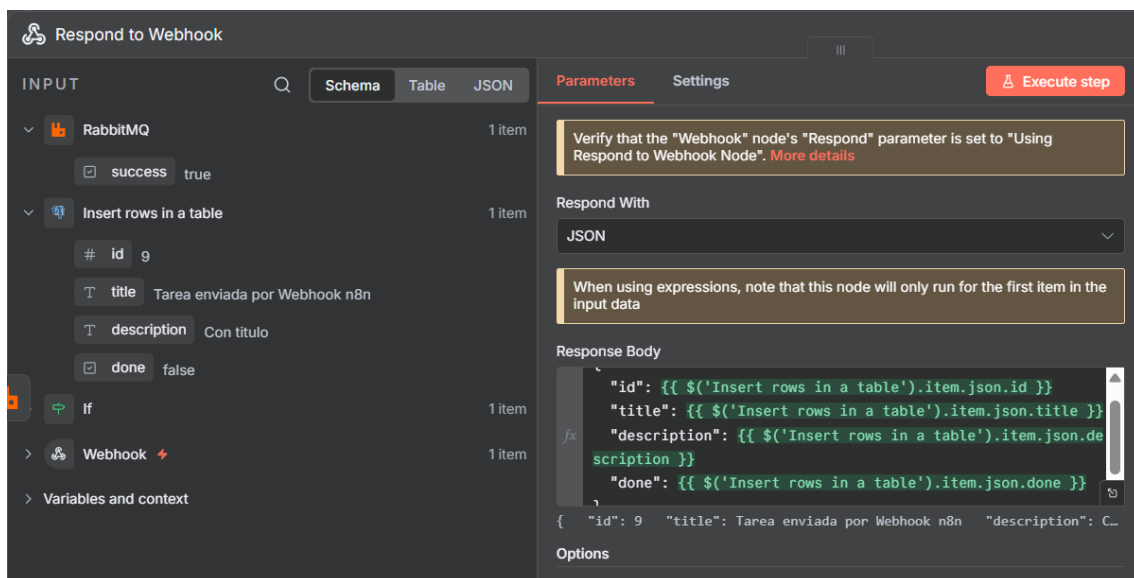 Respond to Webhook
INPUT
Schema
Table
JSON
RabbitMQ
1 item
success
true
Insert rows in a table
1 item
# id 9
T title Tarea enviada por Webhook n8n
T description Con titulo
done false
If
1 item
Webhook
1 item
Variables and context
Parameters
Settings
Execute step
Verify that the "Webhook" node's "Respond" parameter is set to "Using
Respond to Webhook Node". More details
Respond With
JSON
When using expressions, note that this node will only run for the first item in the
input data
Response Body
fx
"id": {{ $('Insert rows in a table').item.json.id }}
"title": {{ $('Insert rows in a table').item.json.title }}
"description": {{ $('Insert rows in a table').item.json.de
scription }}
"done": {{ $('Insert rows in a table').item.json.done }}
{ "id": 9 "title": Tarea enviada por Webhook n8n "description": C…
Options